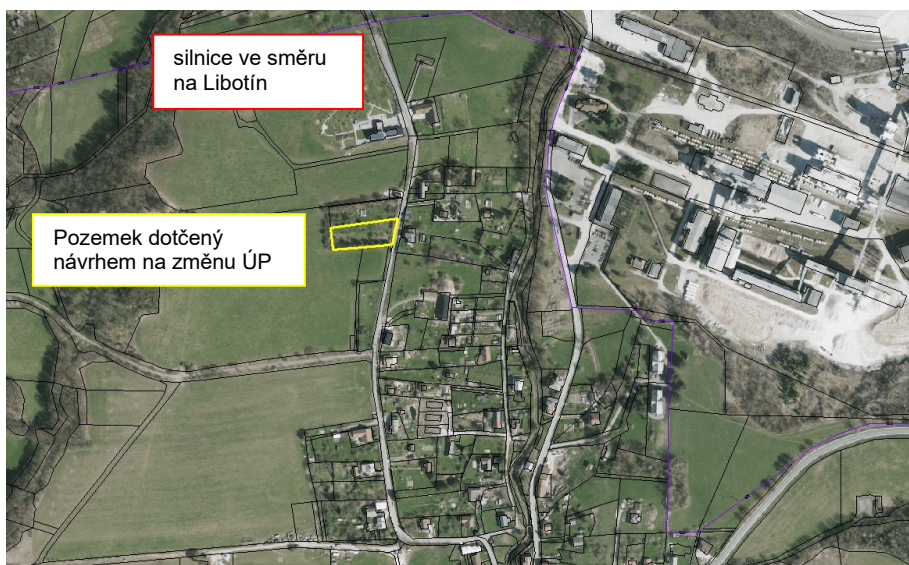 silnice ve směru
na Libotín
Pozemek dotčený
návrhem na změnu ÚP